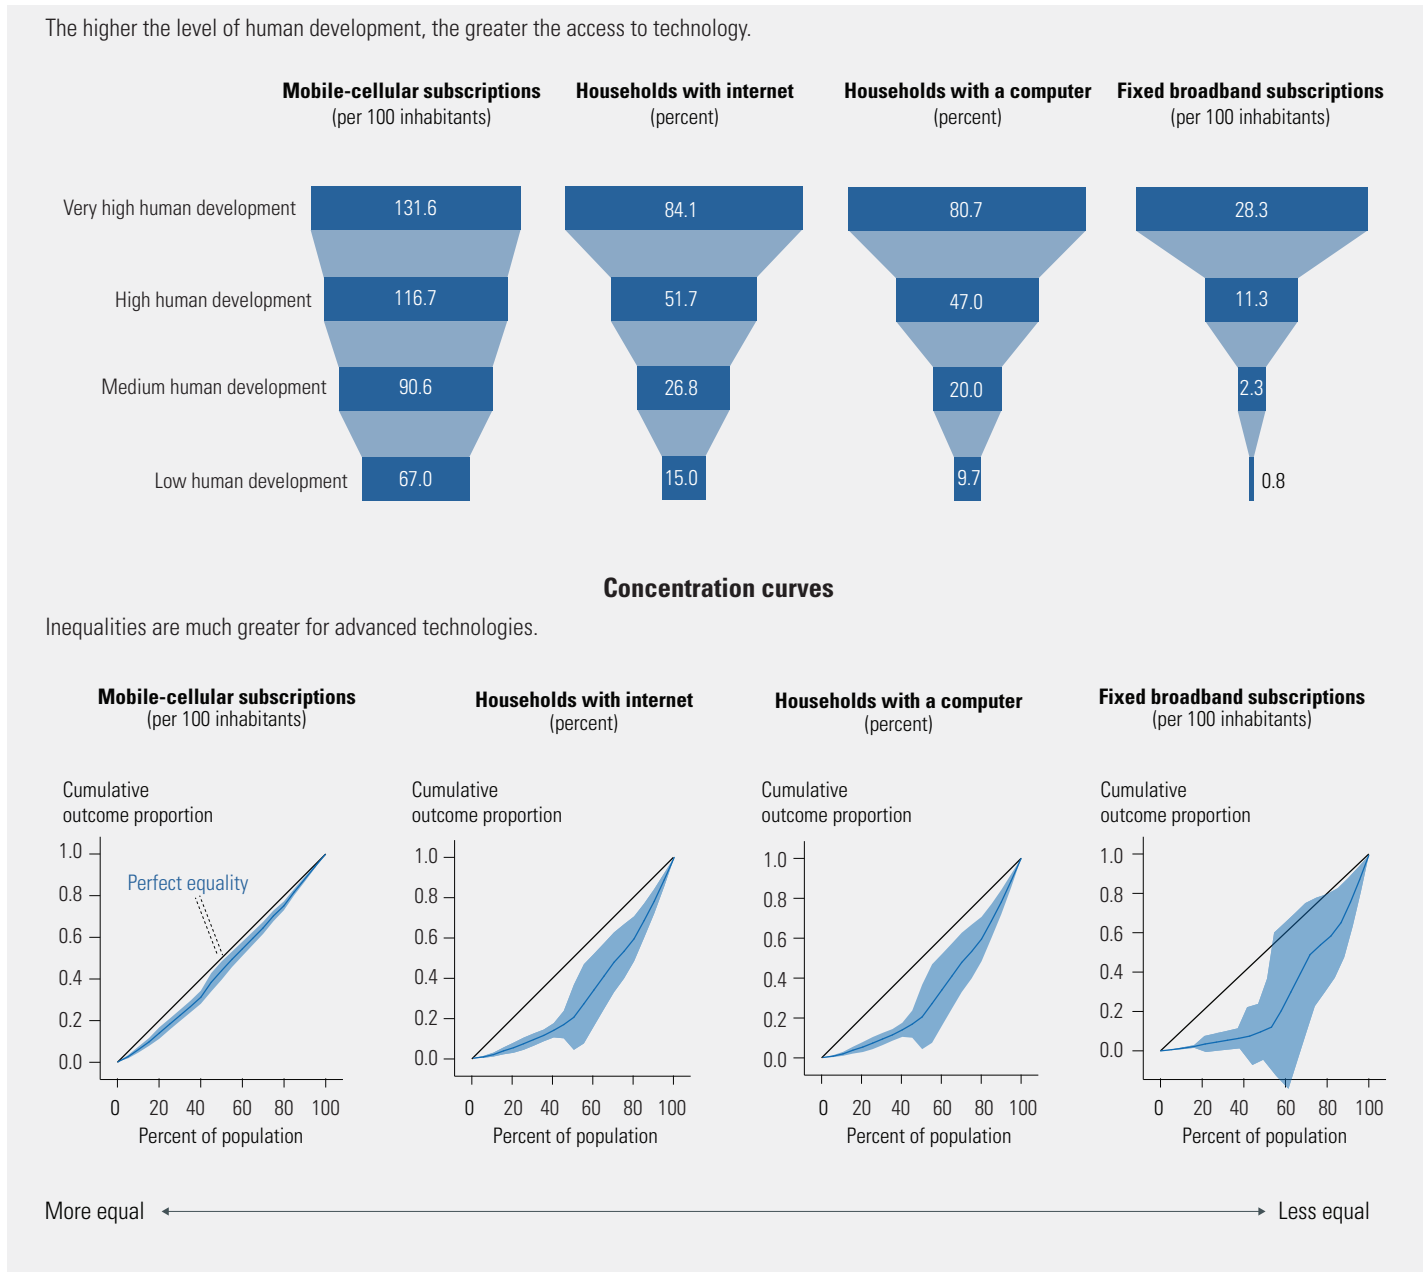 The higher the level of human development, the greater the access to technology.
Mobile-cellular subscriptions
(per 100 inhabitants)
Households with internet
(percent)
Households with a computer
(percent)
Fixed broadband subscriptions
(per 100 inhabitants)
Very high human development
131.6
84.1
80.7
28.3
High human development
116.7
51.7
47.0
11.3
Medium human development
90.6
26.8
20.0
2.3
Low human development
67.0
15.0
9.7
0.8
Concentration curves
Inequalities are much greater for advanced technologies.
Mobile-cellular subscriptions
(per 100 inhabitants)
Cumulative
outcome proportion
1.0
0.8
0.6
0.4
0.2
0.0
Perfect equality
0 20 40 60 80 100
Percent of population
Households with internet
(percent)
Cumulative
outcome proportion
1.0
0.8
0.6
0.4
0.2
0.0
0 20 40 60 80 100
Percent of population
Households with a computer
(percent)
Cumulative
outcome proportion
1.0
0.8
0.6
0.4
0.2
0.0
0 20 40 60 80 100
Percent of population
Fixed broadband subscriptions
(per 100 inhabitants)
Cumulative
outcome proportion
1.0
0.8
0.6
0.4
0.2
0.0
0 20 40 60 80 100
Percent of population
More equal
Less equal